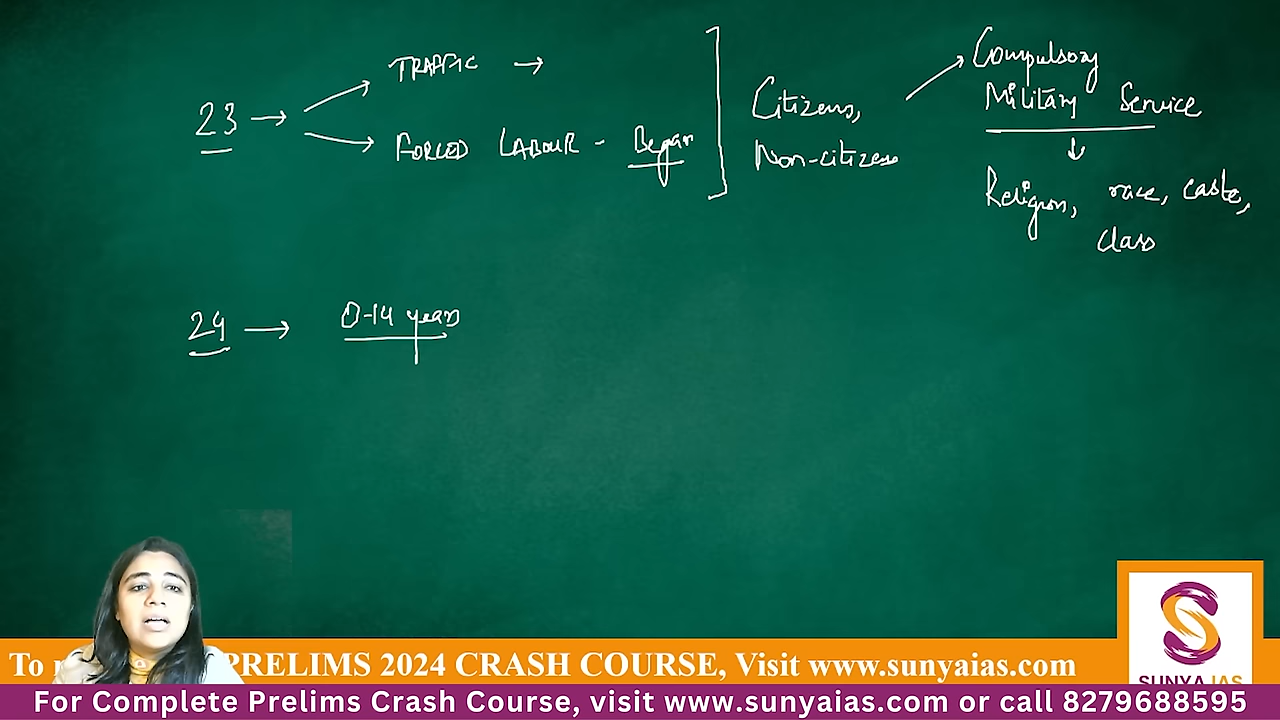 23 → TRAFFIC →
FORCED LABOUR - Begar
Citizens,
Non-citizens
Compulsory
Military Service
Religion, race, caste,
class
24 → 0-14 years
To PRELIMS 2024 CRASH COURSE, Visit www.sunyaias.com
SUNYA IAS
For Complete Prelims Crash Course, visit www.sunyaias.com or call 8279688595